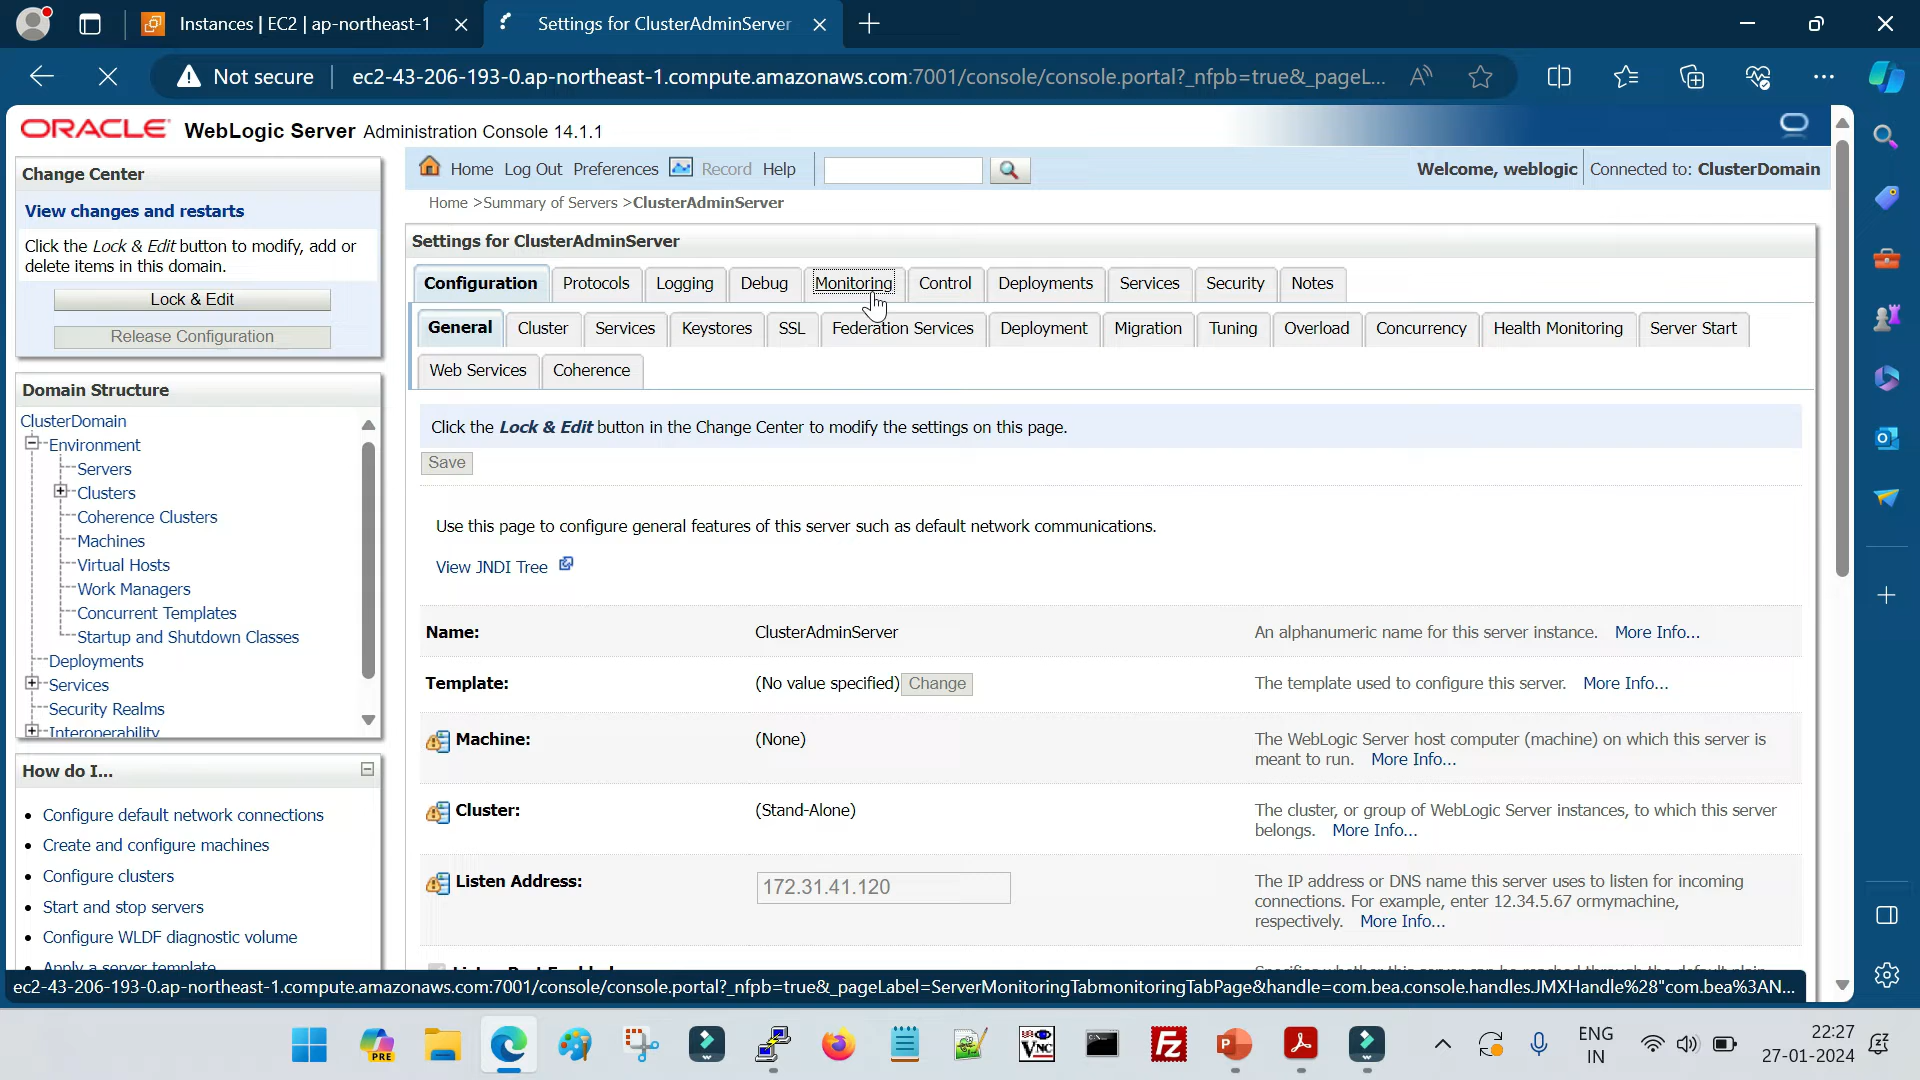 Instances | EC2 | ap-northeast-1
Settings for ClusterAdminServer
Not secure
ec2-43-206-193-0.ap-northeast-1.compute.amazonaws.com:7001/console/console.portal?_nfpb=true&_pageL...
ORACLE WebLogic Server Administration Console 14.1.1
Change Center
View changes and restarts
Click the Lock & Edit button to modify, add or
delete items in this domain.
Lock & Edit
Release Configuration
Domain Structure
ClusterDomain
Environment
Servers
Clusters
Coherence Clusters
Machines
Virtual Hosts
Work Managers
Concurrent Templates
Startup and Shutdown Classes
Deployments
Services
Security Realms
Interoperability
How do I...
Configure default network connections
Create and configure machines
Configure clusters
Start and stop servers
Configure WLDF diagnostic volume
Apply a server template
Home Log Out Preferences Record Help
Welcome, weblogic Connected to: ClusterDomain
Home >Summary of Servers >ClusterAdminServer
Settings for ClusterAdminServer
Configuration Protocols Logging Debug Monitoring Control Deployments Services Security Notes
General Cluster Services Keystores SSL Federation Services Deployment Migration Tuning Overload Concurrency Health Monitoring Server Start
Web Services Coherence
Click the Lock & Edit button in the Change Center to modify the settings on this page.
Save
Use this page to configure general features of this server such as default network communications.
View JNDI Tree
Name: ClusterAdminServer An alphanumeric name for this server instance. More Info...
Template: (No value specified) Change The template used to configure this server. More Info...
Machine: (None) The WebLogic Server host computer (machine) on which this server is
meant to run. More Info...
Cluster: (Stand-Alone) The cluster, or group of WebLogic Server instances, to which this server
belongs. More Info...
Listen Address: 172.31.41.120 The IP address or DNS name this server uses to listen for incoming
connections. For example, enter 12.34.5.67 ormymachine,
respectively. More Info...
ec2-43-206-193-0.ap-northeast-1.compute.amazonaws.com:7001/console/console.portal?_nfpb=true&_pageLabel=ServerMonitoringTabmonitoringTabPage&handle=com.bea.console.handles.JMXHandle%28"com.bea%3AN...
PRE
VNC
ENG
IN
22:27
27-01-2024